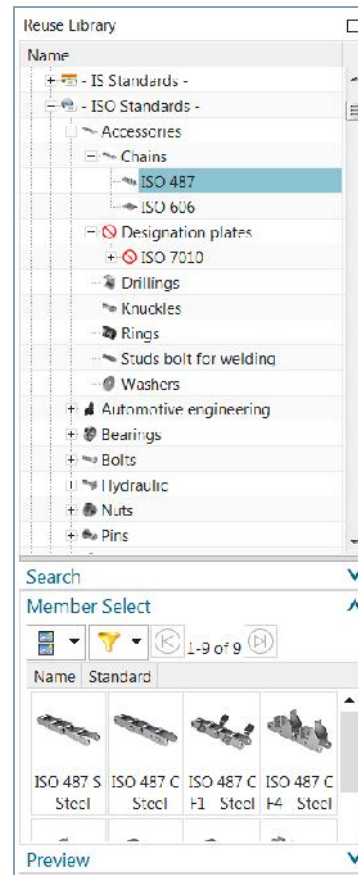 Reuse Library
Name
- IS Standards -
- ISO Standards -
Accessories
Chains
ISO 487
ISO 606
Designation plates
ISO 7010
Drillings
Knuckles
Rings
Studs bolt for welding
Washers
Automotive engineering
Bearings
Bolts
Hydraulic
Nuts
Pins
Search
Member Select
1-9 of 9
Name Standard
ISO 487 S ISO 487 C ISO 487 C ISO 487 C
Steel Steel F1 Steel F4 Steel
Preview